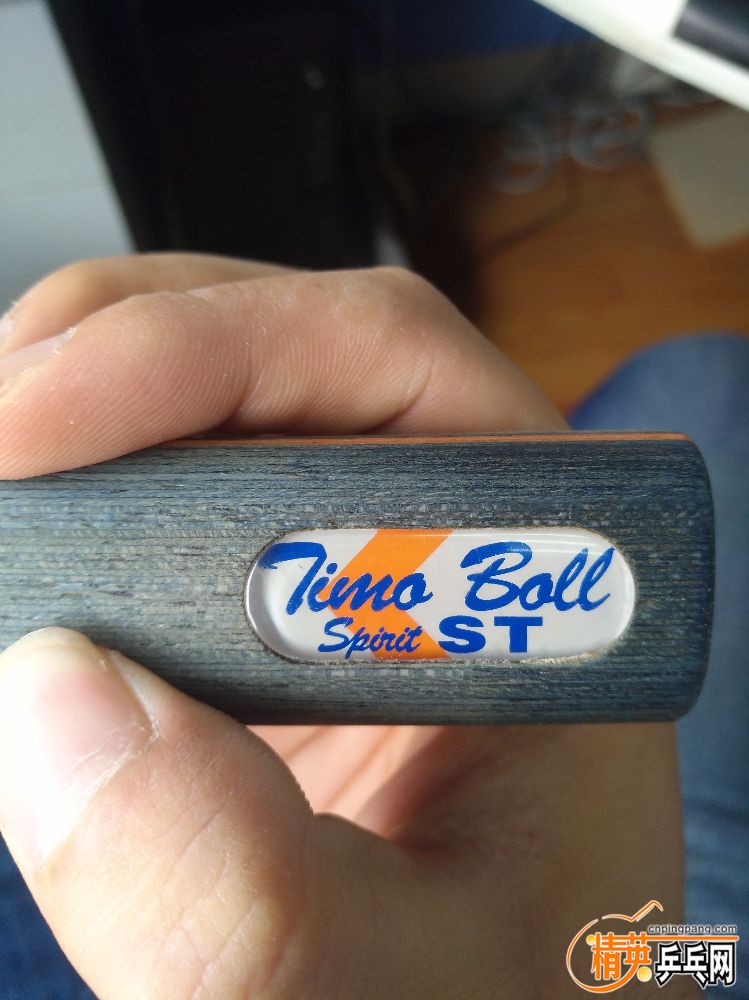 Timo Boll
Spirit ST
cnpingpang.com
精英乒乓网